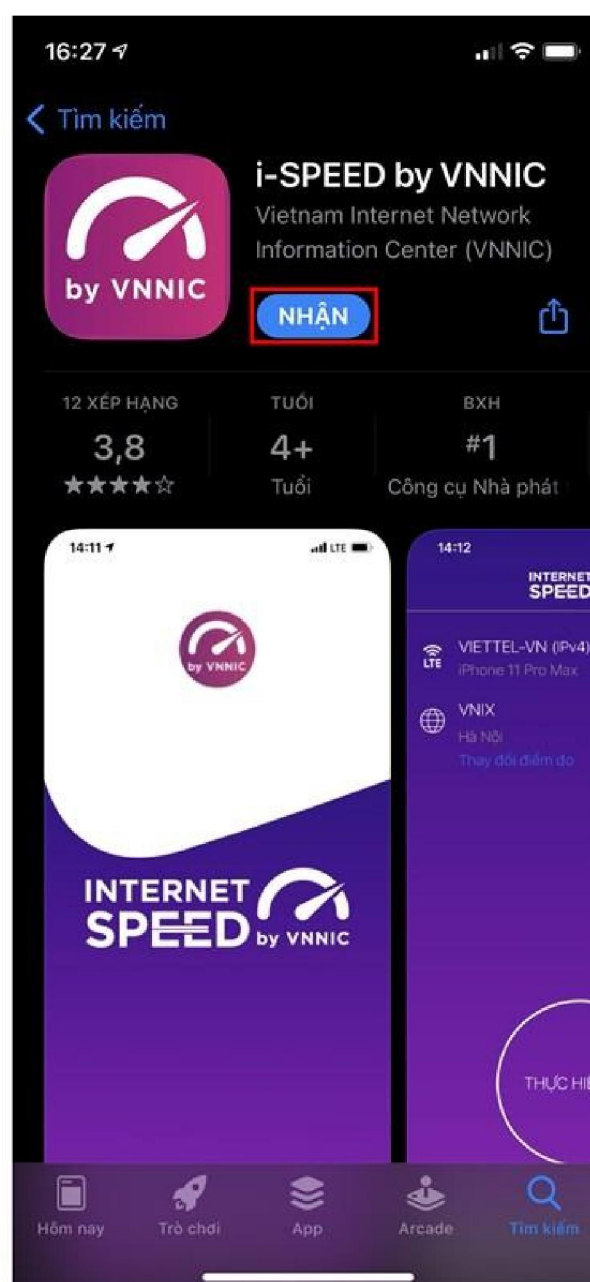 16:27
Tìm kiếm
i-SPEED by VNNIC
Vietnam Internet Network
Information Center (VNNIC)
by VNNIC
NHẬN
12 XẾP HẠNG
TUỔI
BXH
3,8
4+
#1
Tuổi
Công cụ Nhà phát
14:11
LTE
by VNNIC
INTERNET
SPEED
by VNNIC
14:12
INTERNET
SPEED
LTE
VIETTEL-VN (IPv4)
iPhone 11 Pro Max
VNIX
Hà Nội
Thay đổi điểm đo
THỰC HIỆ
Hôm nay
Trò chơi
App
Arcade
Tìm kiếm